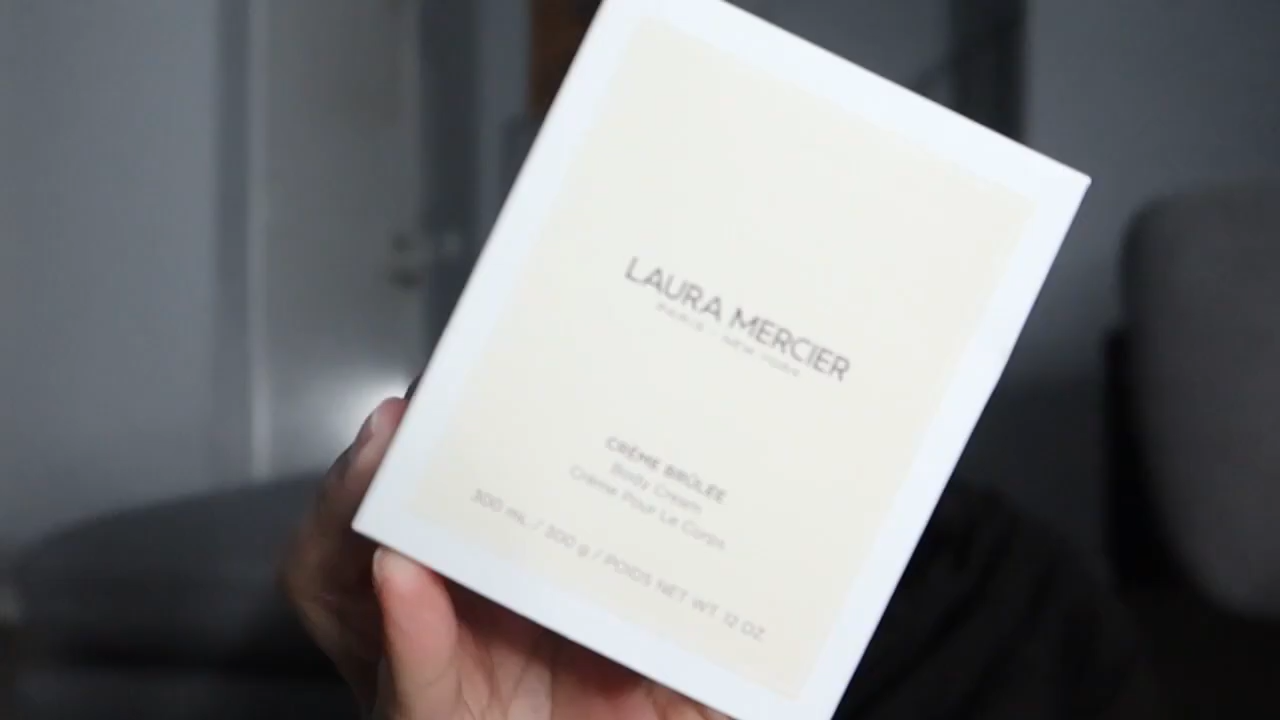 LAURA MERCIER
PARIS - NEW YORK
CRÈME BRÛLÉE
Body Cream
Crème Pour Le Corps
300 mL / 300 g / POIDS NET WT. 12 OZ